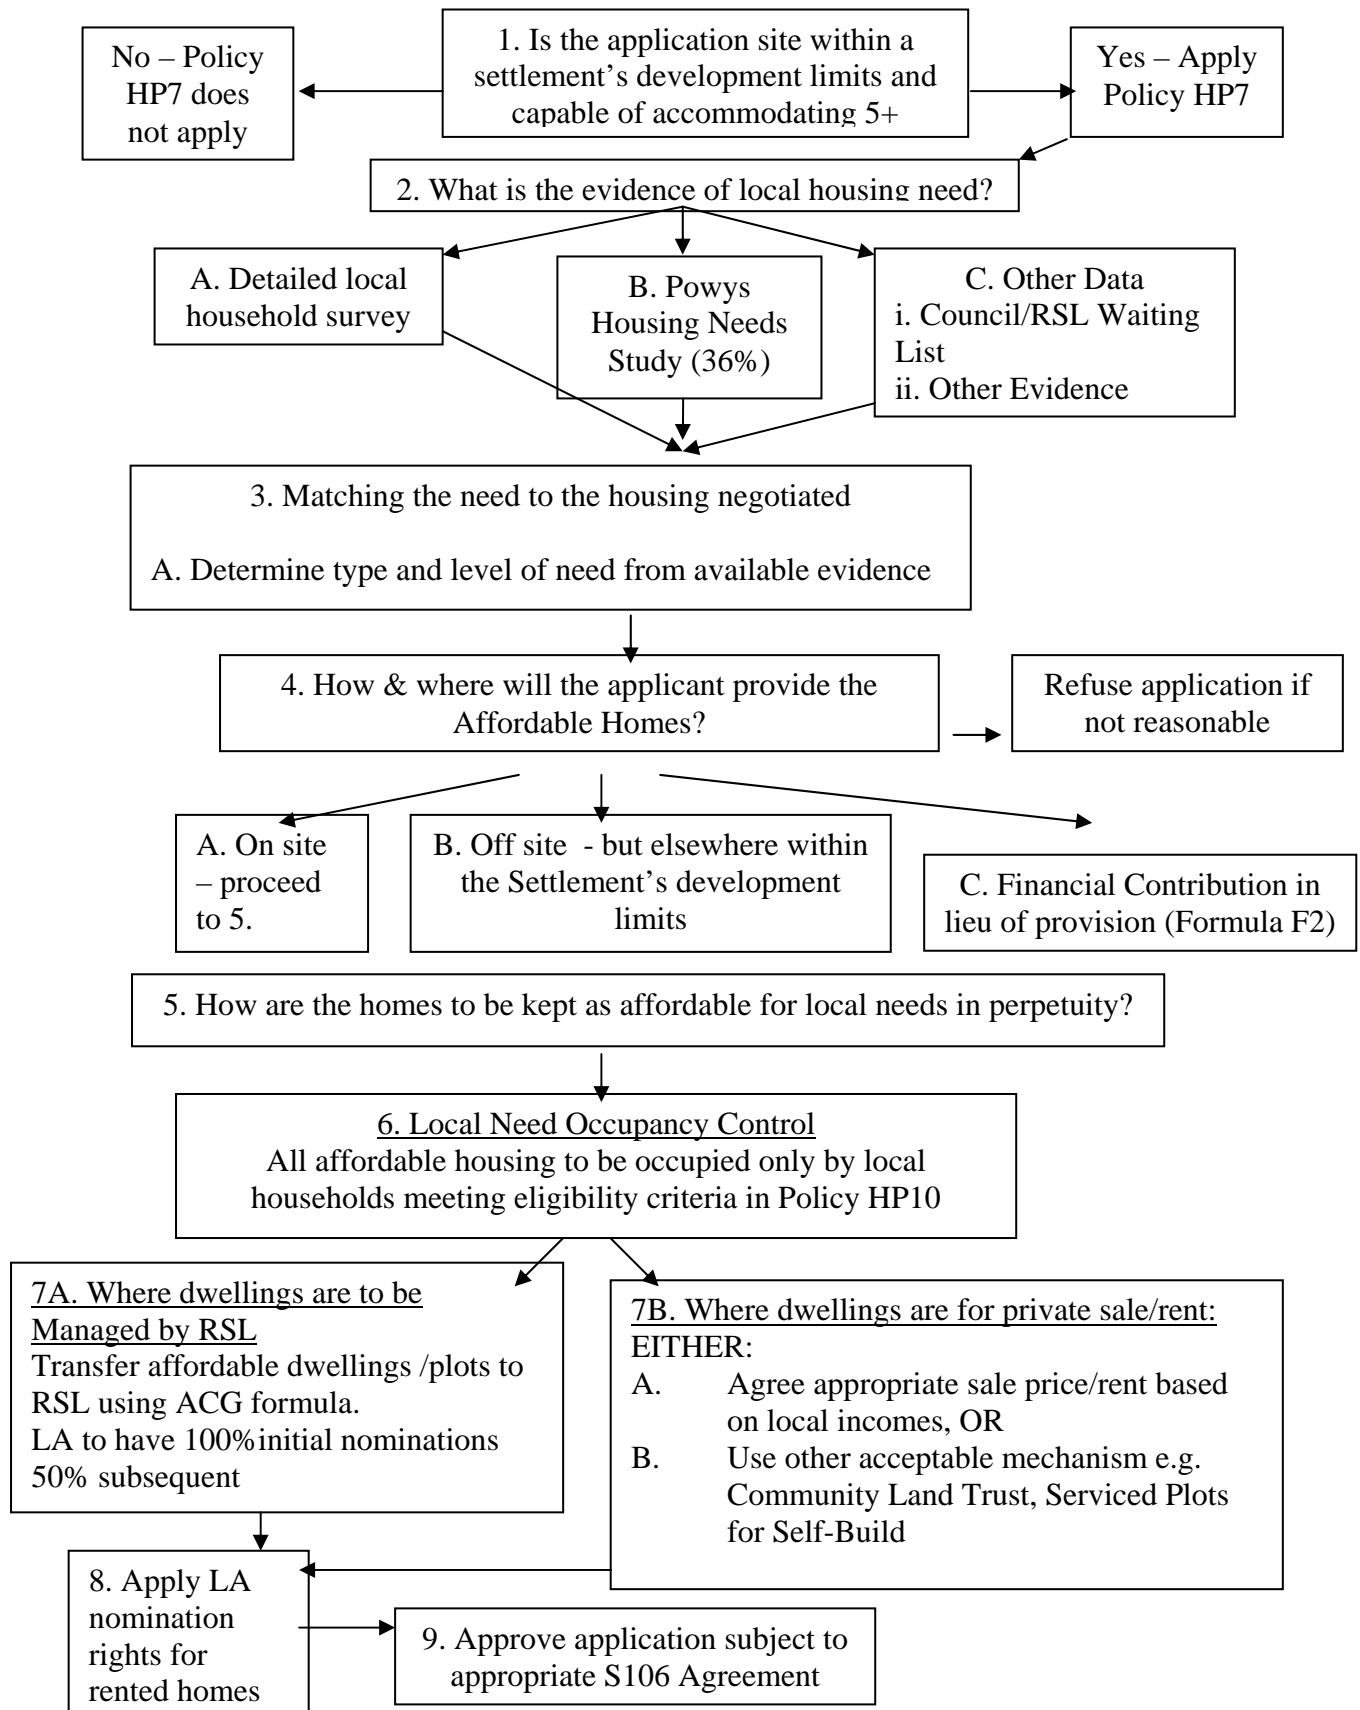 No – Policy
HP7 does
not apply
1. Is the application site within a
settlement’s development limits and
capable of accommodating 5+
Yes – Apply
Policy HP7
2. What is the evidence of local housing need?
A. Detailed local
household survey
B. Powys
Housing Needs
Study (36%)
C. Other Data
i. Council/RSL Waiting
List
ii. Other Evidence
3. Matching the need to the housing negotiated
A. Determine type and level of need from available evidence
4. How & where will the applicant provide the
Affordable Homes?
Refuse application if
not reasonable
A. On site
– proceed
to 5.
B. Off site - but elsewhere within
the Settlement’s development
limits
C. Financial Contribution in
lieu of provision (Formula F2)
5. How are the homes to be kept as affordable for local needs in perpetuity?
6. Local Need Occupancy Control
All affordable housing to be occupied only by local
households meeting eligibility criteria in Policy HP10
7A. Where dwellings are to be
Managed by RSL
Transfer affordable dwellings /plots to
RSL using ACG formula.
LA to have 100%initial nominations
50% subsequent
7B. Where dwellings are for private sale/rent:
EITHER:
A. Agree appropriate sale price/rent based
on local incomes, OR
B. Use other acceptable mechanism e.g.
Community Land Trust, Serviced Plots
for Self-Build
8. Apply LA
nomination
rights for
rented homes
9. Approve application subject to
appropriate S106 Agreement